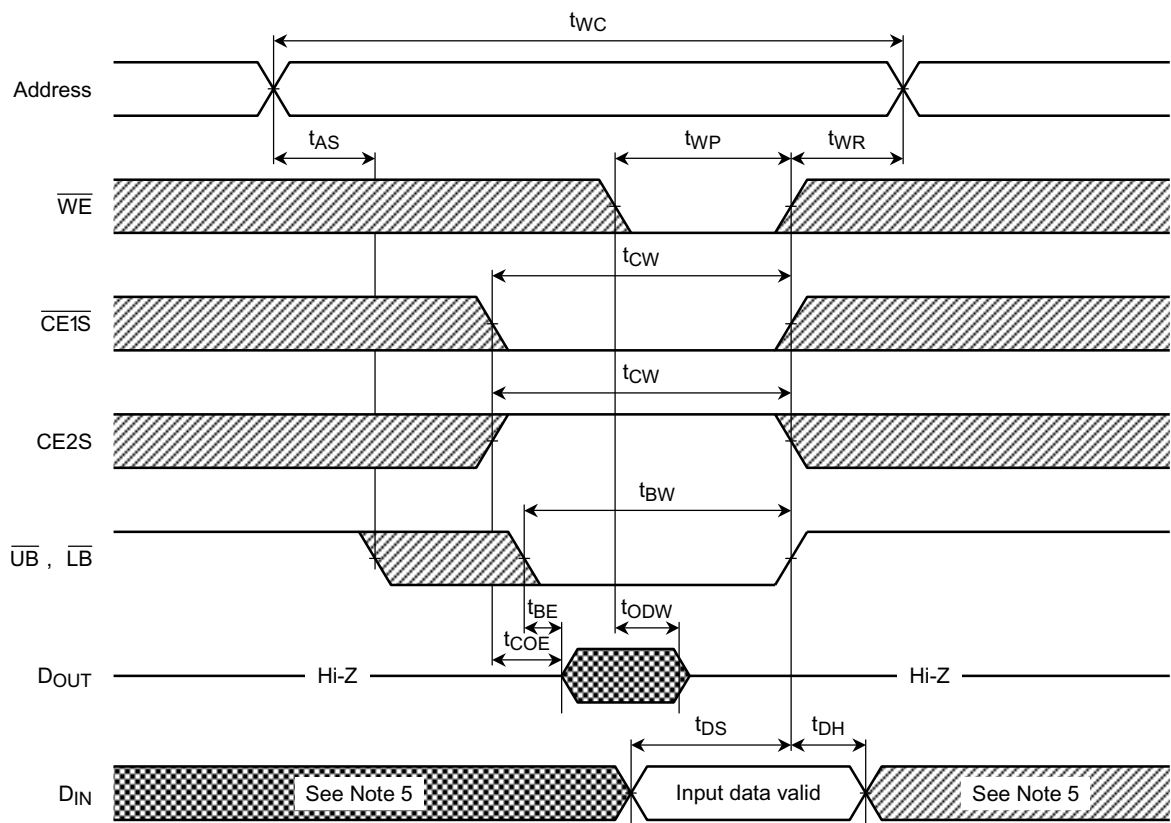 tWC
Address
tAS
tWP
tWR
WE
tCW
CE1S
tCW
CE2S
tBW
UB , LB
tBE
tODW
tCOE
DOUT
Hi-Z
Hi-Z
tDS
tDH
DIN
See Note 5
Input data valid
See Note 5